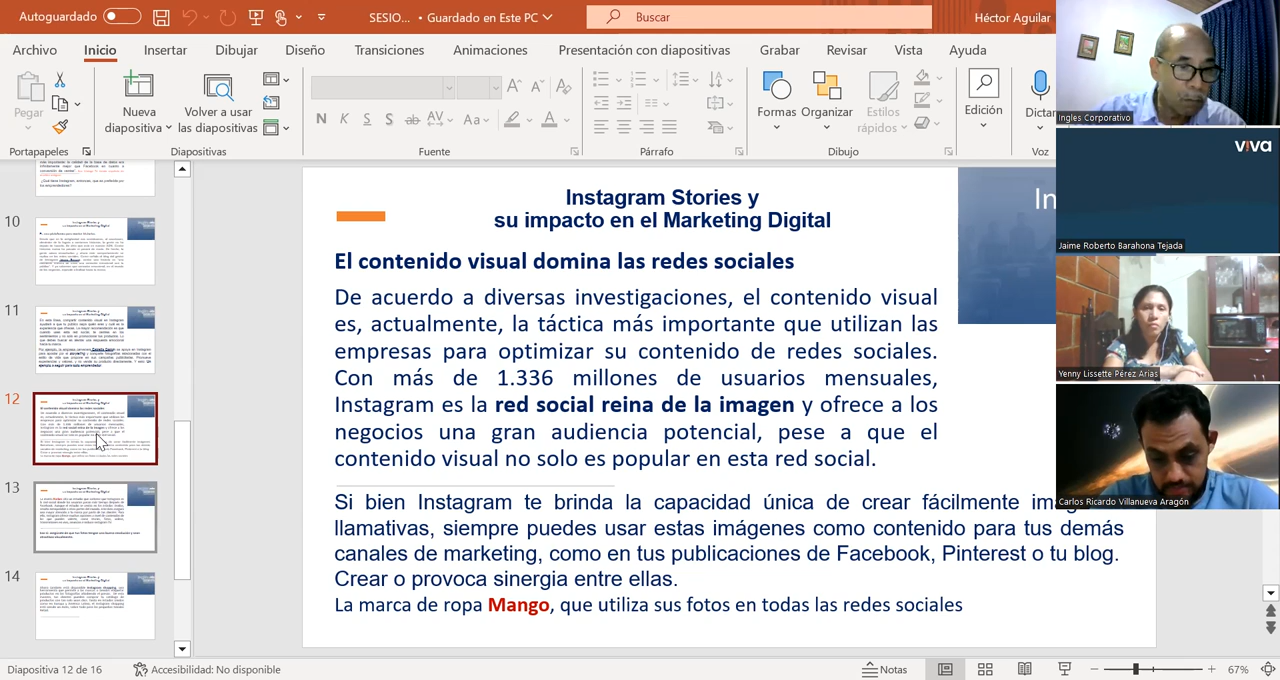 Autoguardado
SESIO... • Guardado en Este PC
Buscar
Héctor Aguilar
Archivo
Inicio
Insertar
Dibujar
Diseño
Transiciones
Animaciones
Presentación con diapositivas
Grabar
Revisar
Vista
Ayuda
Pegar
Nueva diapositiva
Volver a usar las diapositivas
N K S S ab AV Aa A
Formas
Organizar
Estilos rápidos
Edición
Dictar
Portapapeles
Diapositivas
Fuente
Párrafo
Dibujo
Voz
Ingles Corporativo
viva
Jaime Roberto Barahona Tejada
Yenny Lissette Pérez Arias
Carlos Ricardo Villanueva Aragón
10
11
12
13
14
In
Instagram Stories y
su impacto en el Marketing Digital
El contenido visual domina las redes sociales
De acuerdo a diversas investigaciones, el contenido visual
es, actualmente, la táctica más importante que utilizan las
empresas para optimizar su contenido de redes sociales.
Con más de 1.336 millones de usuarios mensuales,
Instagram es la red social reina de la imagen y ofrece a los
negocios una gran audiencia potencial, pese a que el
contenido visual no solo es popular en esta red social.
Si bien Instagram te brinda la capacidad única de crear fácilmente
llamativas, siempre puedes usar estas imágenes como contenido para tus demás
canales de marketing, como en tus publicaciones de Facebook, Pinterest o tu blog.
Crear o provoca sinergia entre ellas.
La marca de ropa Mango, que utiliza sus fotos en todas las redes sociales
Diapositiva 12 de 16
Accesibilidad: No disponible
Notas
67%